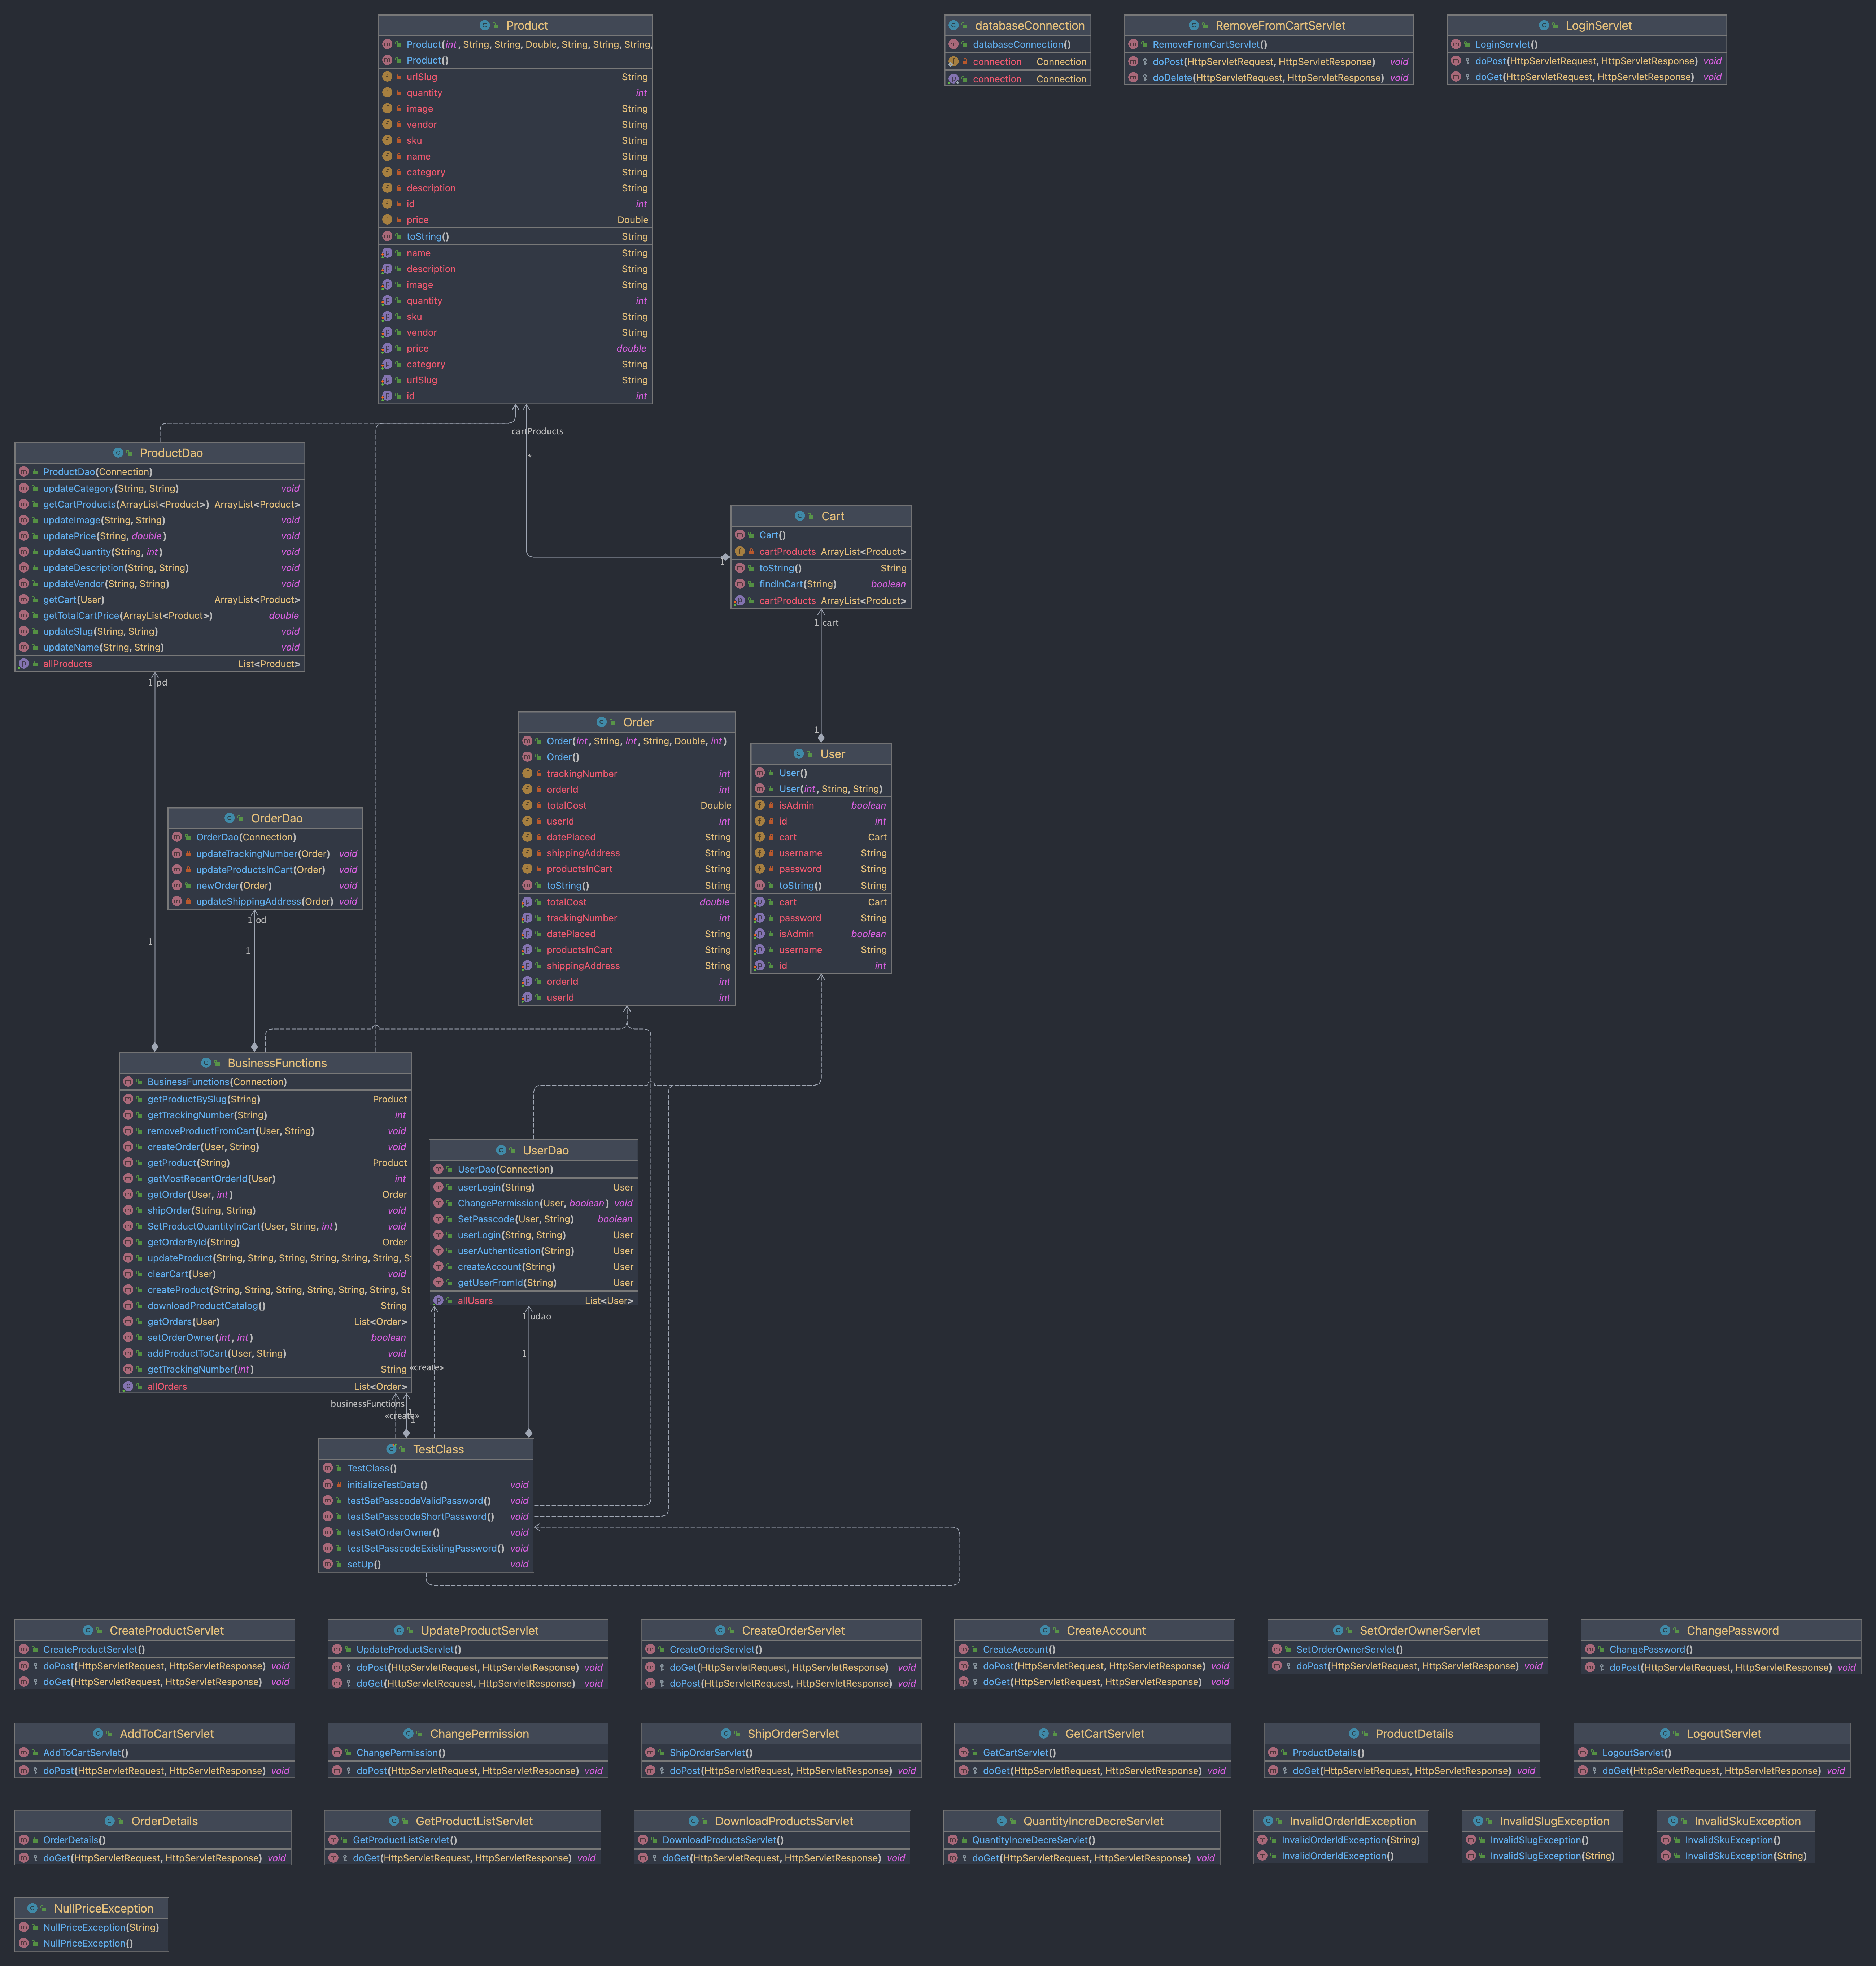 Product
Product(int, String, String, Double, String, String, String,
Product()
urlSlug String
quantity int
image String
vendor String
sku String
name String
category String
description String
id int
price Double
toString() String
name String
description String
image String
quantity int
sku String
vendor String
price double
category String
urlSlug String
id int
databaseConnection
databaseConnection()
connection Connection
connection Connection
RemoveFromCartServlet
RemoveFromCartServlet()
doPost(HttpServletRequest, HttpServletResponse) void
doDelete(HttpServletRequest, HttpServletResponse) void
LoginServlet
LoginServlet()
doPost(HttpServletRequest, HttpServletResponse) void
doGet(HttpServletRequest, HttpServletResponse) void
cartProducts
*
1
ProductDao
ProductDao(Connection)
updateCategory(String, String) void
getCartProducts(ArrayList<Product>) ArrayList<Product>
updateImage(String, String) void
updatePrice(String, double) void
updateQuantity(String, int) void
updateDescription(String, String) void
updateVendor(String, String) void
getCart(User) ArrayList<Product>
getTotalCartPrice(ArrayList<Product>) double
updateSlug(String, String) void
updateName(String, String) void
allProducts List<Product>
1 pd
1
Cart
Cart()
cartProducts ArrayList<Product>
toString() String
findInCart(String) boolean
cartProducts ArrayList<Product>
1 cart
1
Order
Order(int, String, int, String, Double, int)
Order()
trackingNumber int
orderId int
totalCost Double
userId int
datePlaced String
shippingAddress String
productsInCart String
toString() String
totalCost double
trackingNumber int
datePlaced String
productsInCart String
shippingAddress String
orderId int
userId int
User
User()
User(int, String, String)
isAdmin boolean
id int
cart Cart
username String
password String
toString() String
cart Cart
password String
isAdmin boolean
username String
id int
OrderDao
OrderDao(Connection)
updateTrackingNumber(Order) void
updateProductsInCart(Order) void
newOrder(Order) void
updateShippingAddress(Order) void
1 od
1
BusinessFunctions
BusinessFunctions(Connection)
getProductBySlug(String) Product
getTrackingNumber(String) int
removeProductFromCart(User, String) void
createOrder(User, String) void
getProduct(String) Product
getMostRecentOrderId(User) int
getOrder(User, int) Order
shipOrder(String, String) void
SetProductQuantityInCart(User, String, int) void
getOrderById(String) Order
updateProduct(String, String, String, String, String, String, S
clearCart(User) void
createProduct(String, String, String, String, String, String, St
downloadProductCatalog() String
getOrders(User) List<Order>
setOrderOwner(int, int) boolean
addProductToCart(User, String) void
getTrackingNumber(int) String
allOrders List<Order>
UserDao
UserDao(Connection)
userLogin(String) User
ChangePermission(User, boolean) void
SetPasscode(User, String) boolean
userLogin(String, String) User
userAuthentication(String) User
createAccount(String) User
getUserFromId(String) User
allUsers List<User>
1 udao
1
«create»
businessFunctions
1
«create»
1
TestClass
TestClass()
initializeTestData() void
testSetPasscodeValidPassword() void
testSetPasscodeShortPassword() void
testSetOrderOwner() void
testSetPasscodeExistingPassword() void
setUp() void
CreateProductServlet
CreateProductServlet()
doPost(HttpServletRequest, HttpServletResponse) void
doGet(HttpServletRequest, HttpServletResponse) void
UpdateProductServlet
UpdateProductServlet()
doPost(HttpServletRequest, HttpServletResponse) void
doGet(HttpServletRequest, HttpServletResponse) void
CreateOrderServlet
CreateOrderServlet()
doGet(HttpServletRequest, HttpServletResponse) void
doPost(HttpServletRequest, HttpServletResponse) void
CreateAccount
CreateAccount()
doPost(HttpServletRequest, HttpServletResponse) void
doGet(HttpServletRequest, HttpServletResponse) void
SetOrderOwnerServlet
SetOrderOwnerServlet()
doPost(HttpServletRequest, HttpServletResponse) void
ChangePassword
ChangePassword()
doPost(HttpServletRequest, HttpServletResponse) void
AddToCartServlet
AddToCartServlet()
doPost(HttpServletRequest, HttpServletResponse) void
ChangePermission
ChangePermission()
doPost(HttpServletRequest, HttpServletResponse) void
ShipOrderServlet
ShipOrderServlet()
doPost(HttpServletRequest, HttpServletResponse) void
GetCartServlet
GetCartServlet()
doGet(HttpServletRequest, HttpServletResponse) void
ProductDetails
ProductDetails()
doGet(HttpServletRequest, HttpServletResponse) void
LogoutServlet
LogoutServlet()
doGet(HttpServletRequest, HttpServletResponse) void
OrderDetails
OrderDetails()
doGet(HttpServletRequest, HttpServletResponse) void
GetProductListServlet
GetProductListServlet()
doGet(HttpServletRequest, HttpServletResponse) void
DownloadProductsServlet
DownloadProductsServlet()
doGet(HttpServletRequest, HttpServletResponse) void
QuantityIncreDecreServlet
QuantityIncreDecreServlet()
doGet(HttpServletRequest, HttpServletResponse) void
InvalidOrderIdException
InvalidOrderIdException(String)
InvalidOrderIdException()
InvalidSlugException
InvalidSlugException()
InvalidSlugException(String)
InvalidSkuException
InvalidSkuException()
InvalidSkuException(String)
NullPriceException
NullPriceException(String)
NullPriceException()